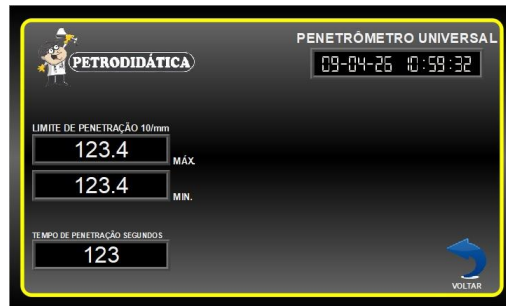 PENETRÔMETRO UNIVERSAL
PETRODIDÁTICA
09-04-26 10:59:32
LIMITE DE PENETRAÇÃO 10/mm
123.4 MÁX.
123.4 MIN.
TEMPO DE PENETRAÇÃO SEGUNDOS
123
VOLTAR